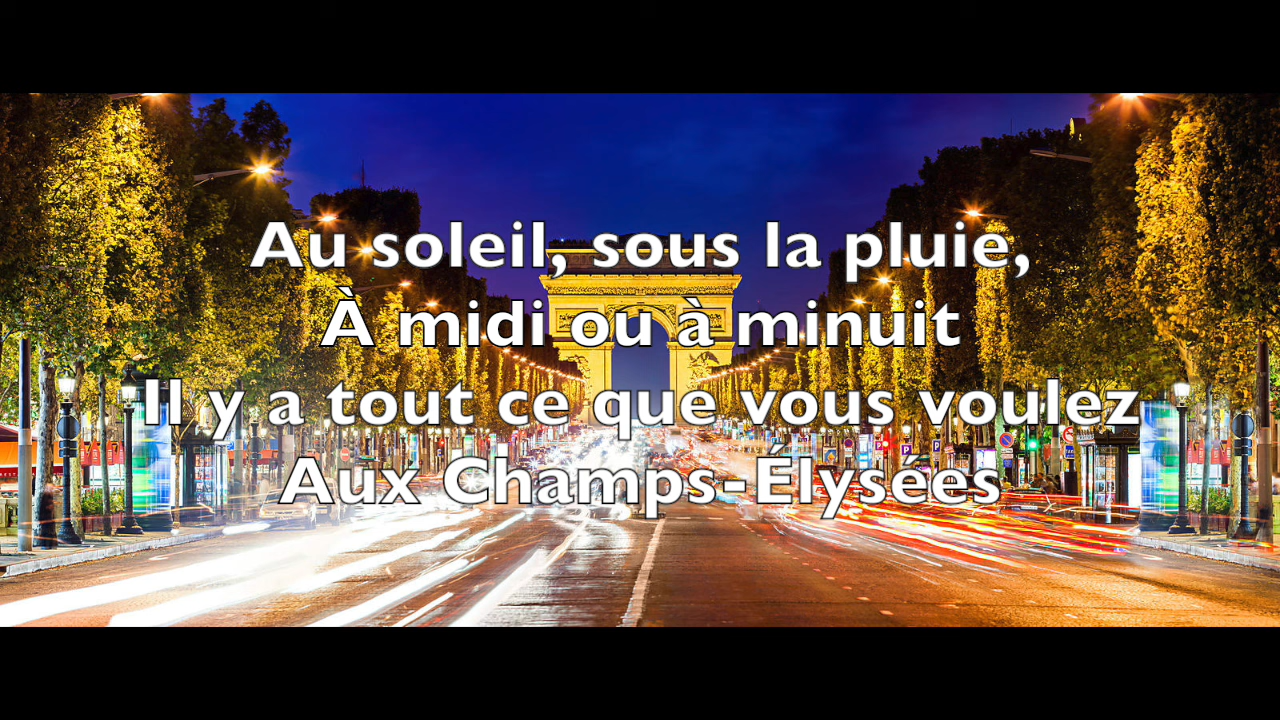 Au soleil, sous la pluie,
À midi ou à minuit
Il y a tout ce que vous voulez
Aux Champs-Élysées